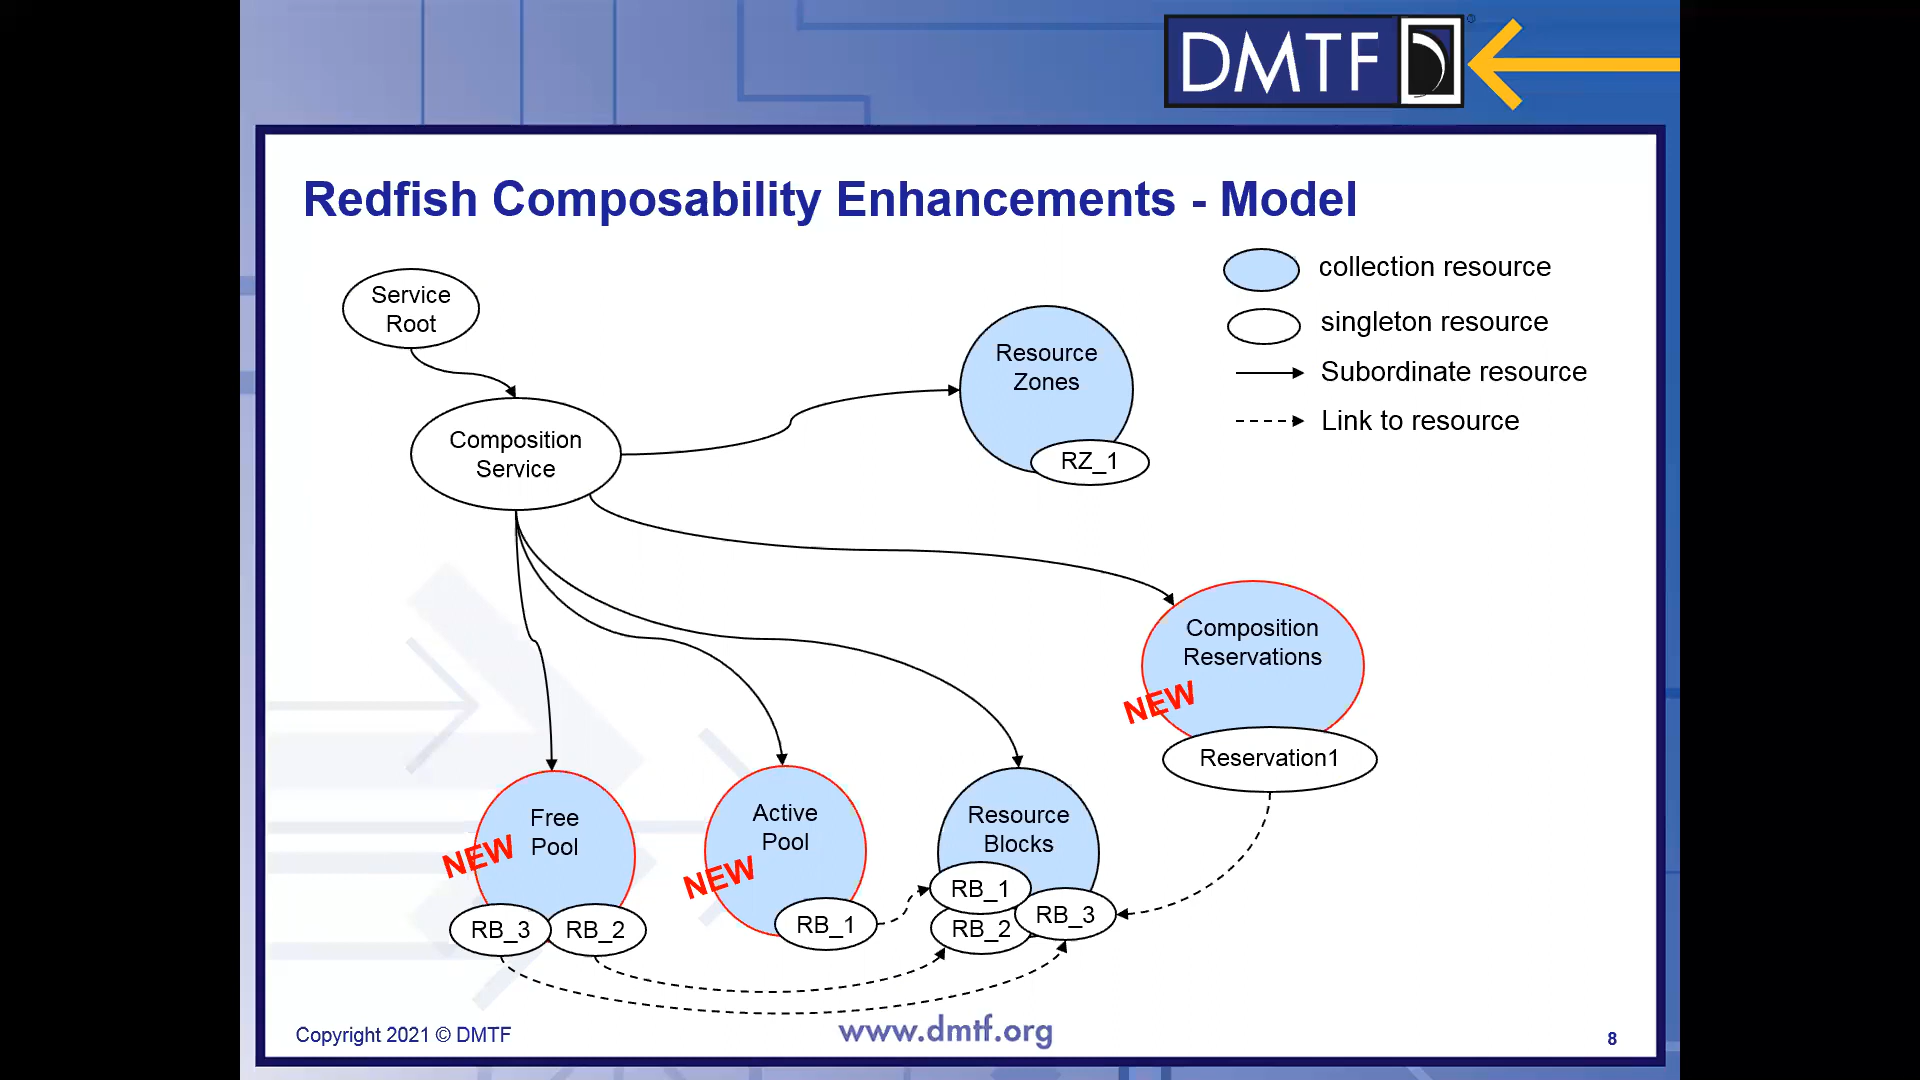 DMTF
Redfish Composability Enhancements - Model
collection resource
singleton resource
Subordinate resource
Link to resource
Service
Root
Composition
Service
Resource
Zones
RZ_1
Composition
Reservations
NEW
Reservation1
Free
Pool
NEW
RB_3
RB_2
Active
Pool
NEW
RB_1
Resource
Blocks
RB_1
RB_2
RB_3
Copyright 2021 © DMTF
www.dmtf.org
8